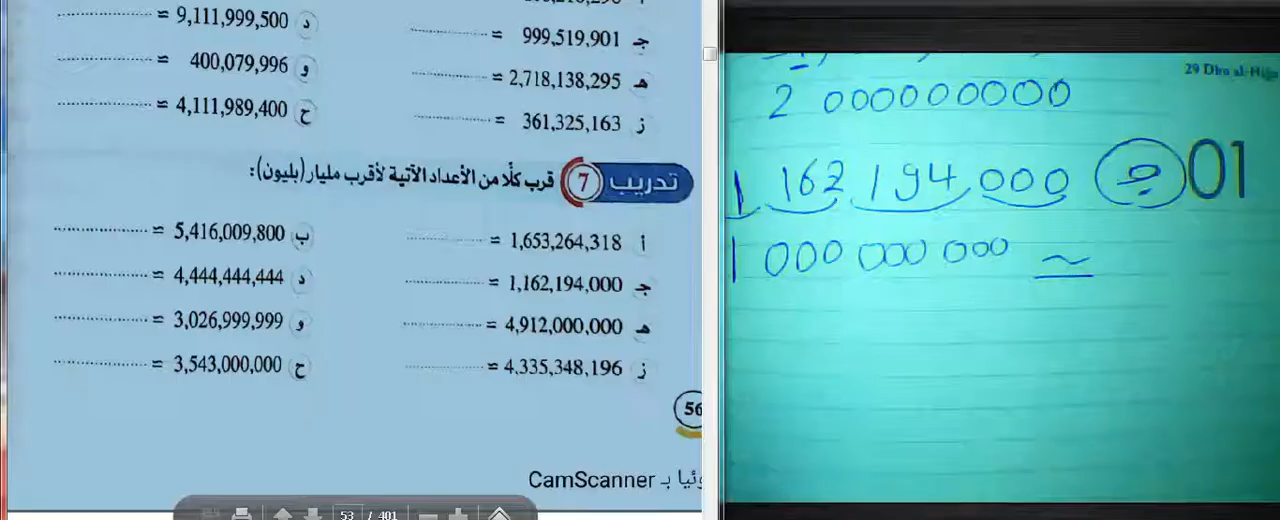 د 9,111,999,500 ≃ ....................
جـ 999,519,901 ≃ ....................
و 400,079,996 ≃ ....................
هـ 2,718,138,295 ≃ ....................
ح 4,111,989,400 ≃ ....................
ز 361,325,163 ≃ ....................
تدريب 7 قرب كلًّا من الأعداد الآتية لأقرب مليار (بليون):
أ 1,653,264,318 ≃ ....................
ب 5,416,009,800 ≃ ....................
جـ 1,162,194,000 ≃ ....................
د 4,444,444,444 ≃ ....................
هـ 4,912,000,000 ≃ ....................
و 3,026,999,999 ≃ ....................
ز 4,335,348,196 ≃ ....................
ح 3,543,000,000 ≃ ....................
56
وئيا بـ CamScanner
53 / 401
29 Dhu al-Hijja
2 000000000
01
جـ 1 162 194 000
≃ 1 000 000 000